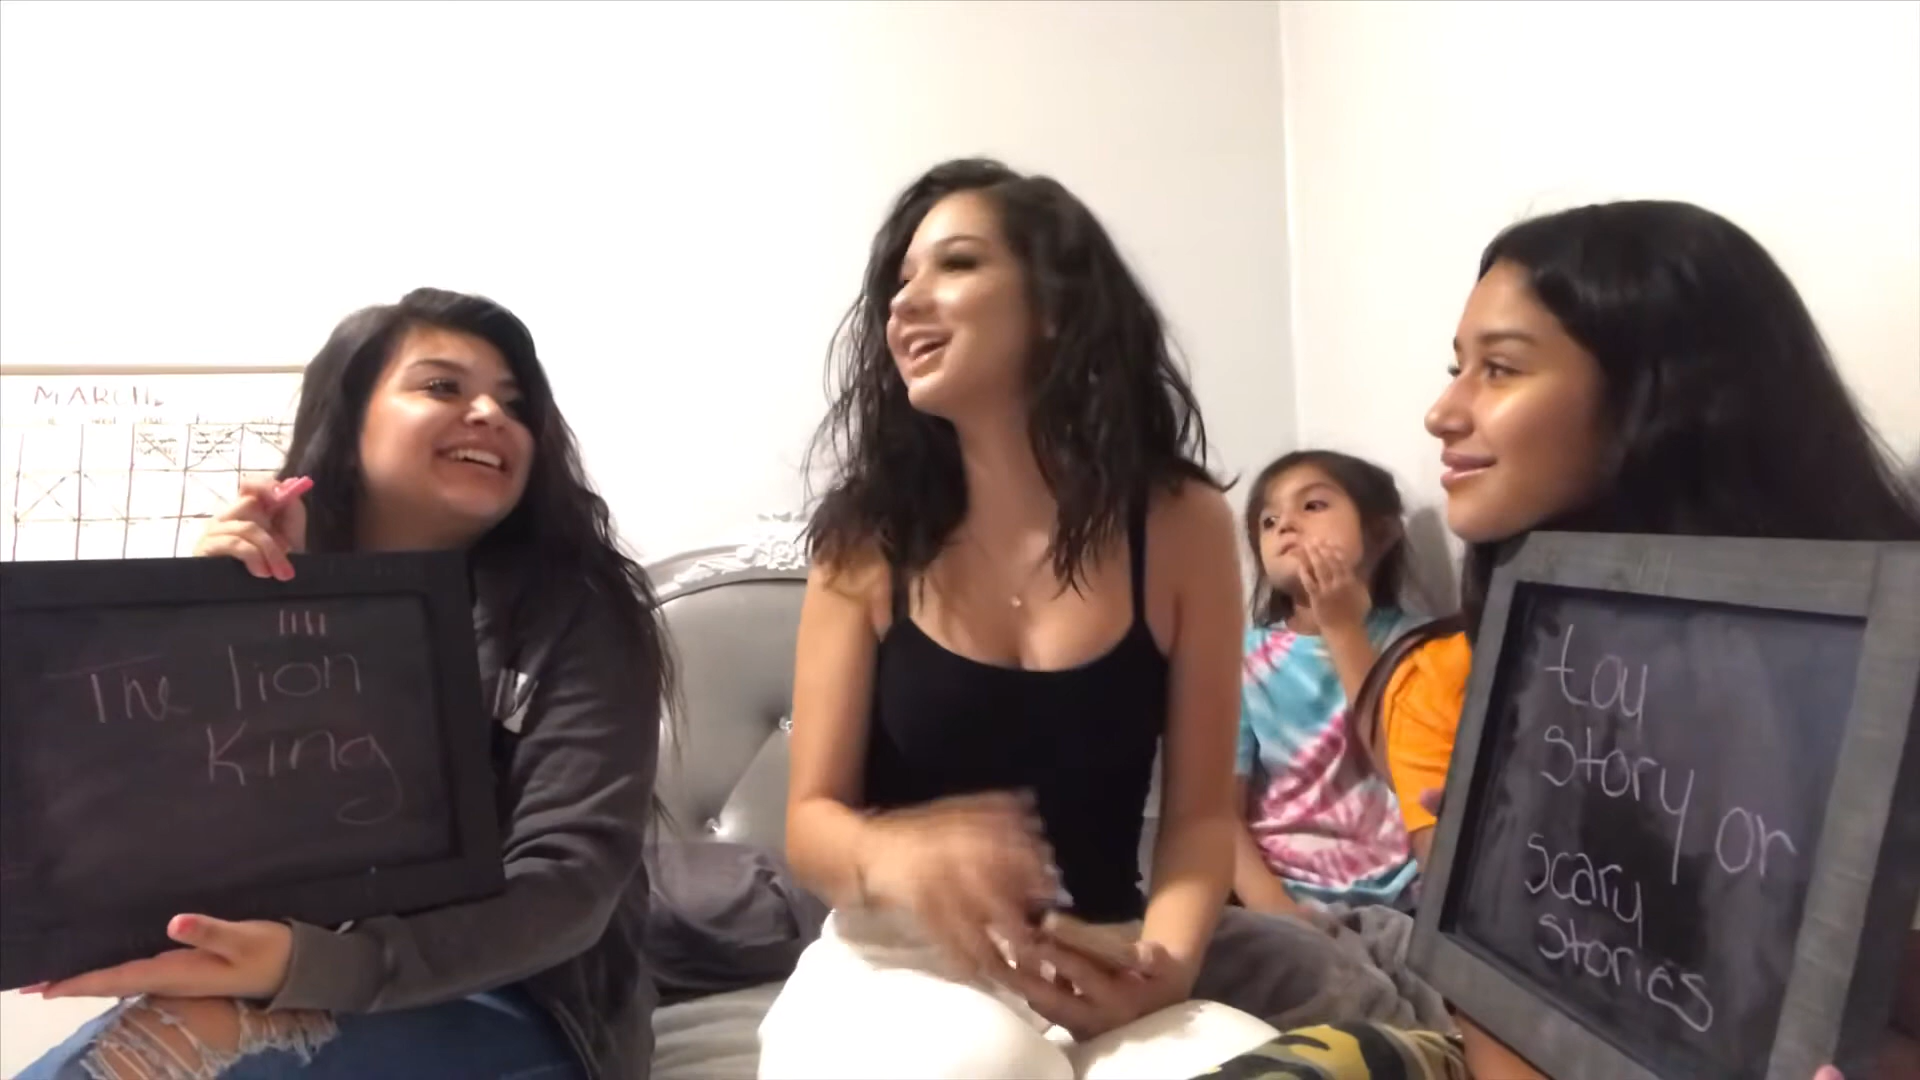 MARCH
IIII
The lion
King
toy
story or
scary
stories